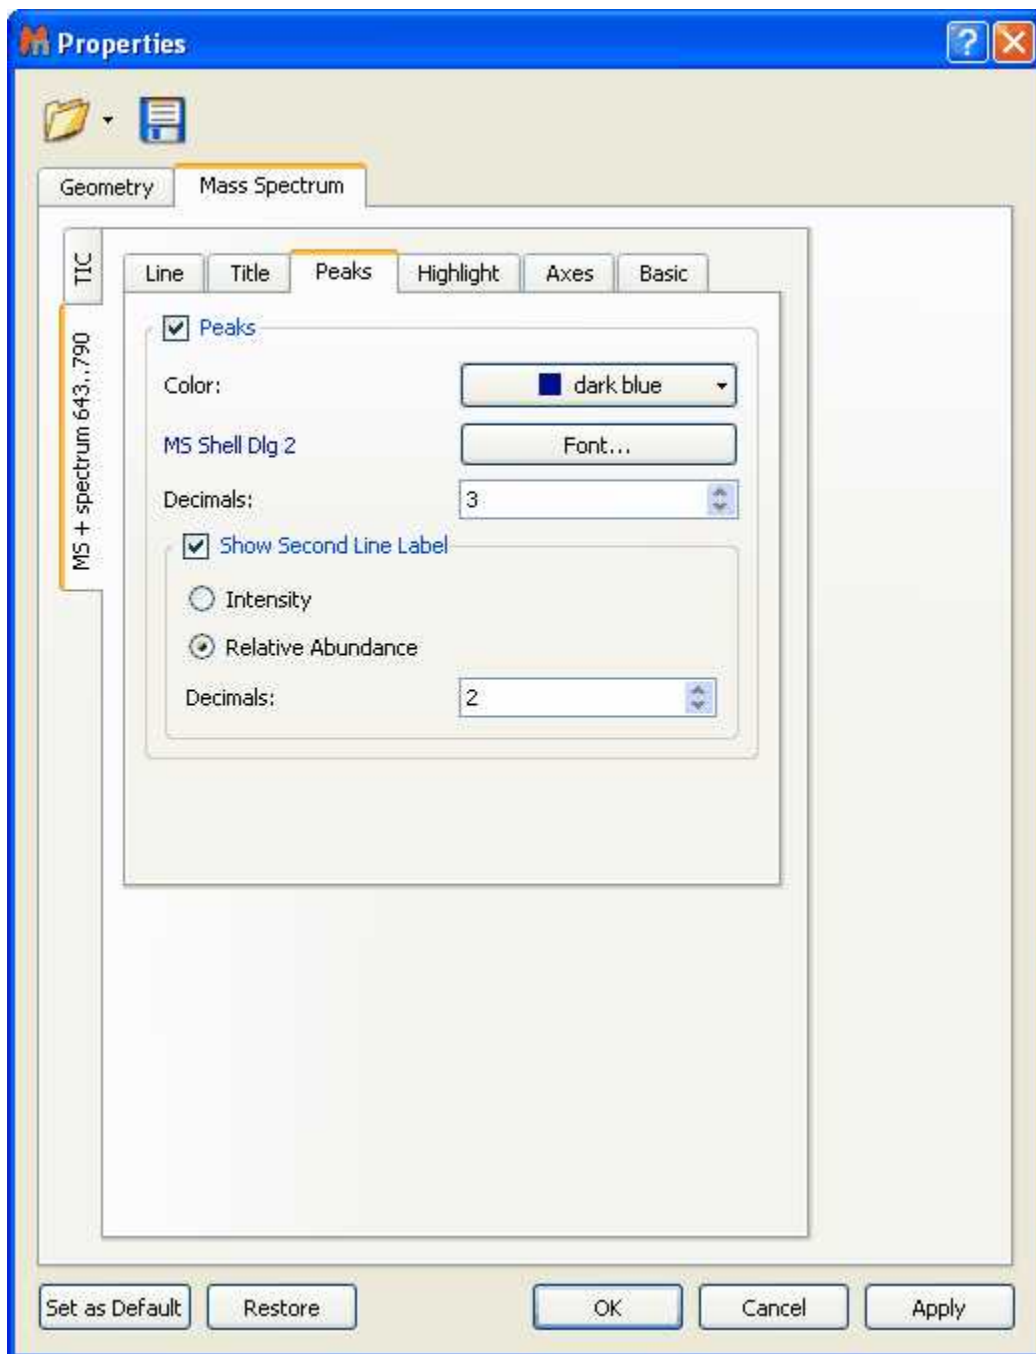 Properties
Geometry
Mass Spectrum
TIC
MS + spectrum 643..790
Line
Title
Peaks
Highlight
Axes
Basic
Peaks
Color:
dark blue
MS Shell Dlg 2
Font...
Decimals:
3
Show Second Line Label
Intensity
Relative Abundance
Decimals:
2
Set as Default
Restore
OK
Cancel
Apply